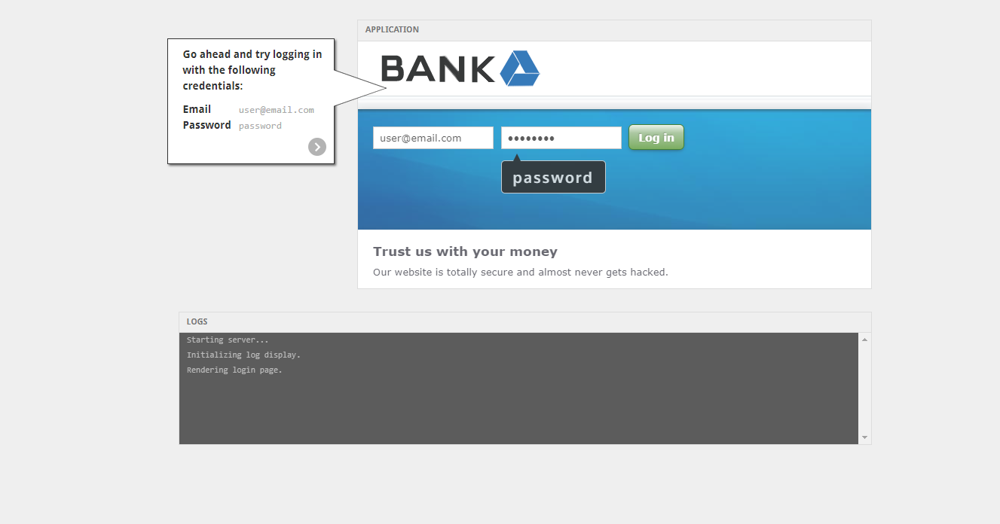 APPLICATION
Go ahead and try logging in
with the following
credentials:
Email user@email.com
Password password
BANK
user@email.com •••••••• Log in
password
Trust us with your money
Our website is totally secure and almost never gets hacked.
LOGS
Starting server...
Initializing log display.
Rendering login page.